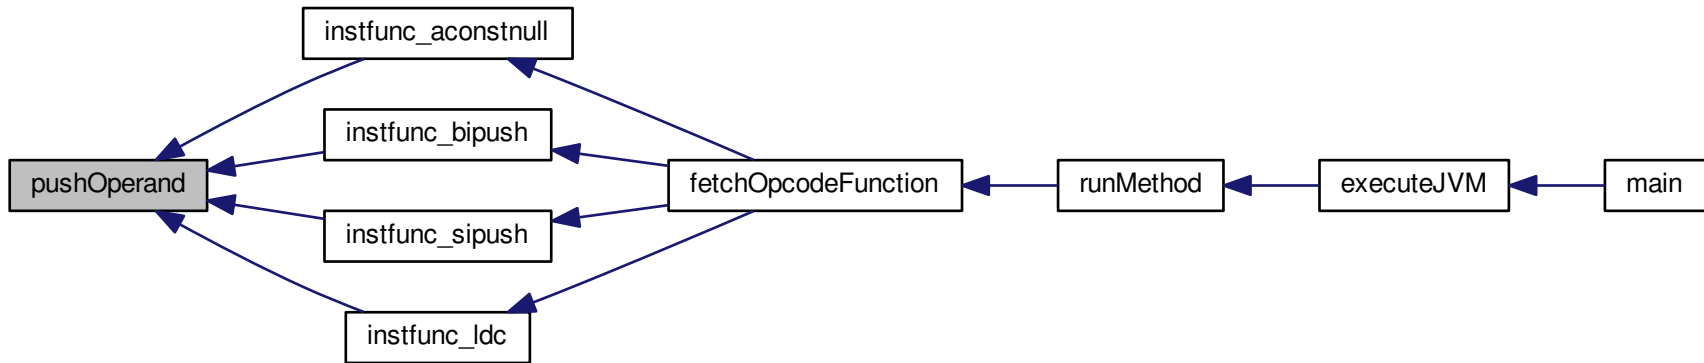 instfunc_aconstnull
instfunc_bipush
pushOperand
fetchOpcodeFunction
runMethod
executeJVM
main
instfunc_sipush
instfunc_ldc